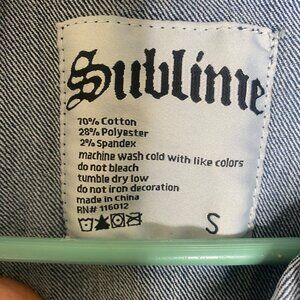 Sublime
70% Cotton
28% Polyester
2% Spandex
machine wash cold with like colors
do not bleach
tumble dry low
do not iron decoration
made in China
RN# 116012
S